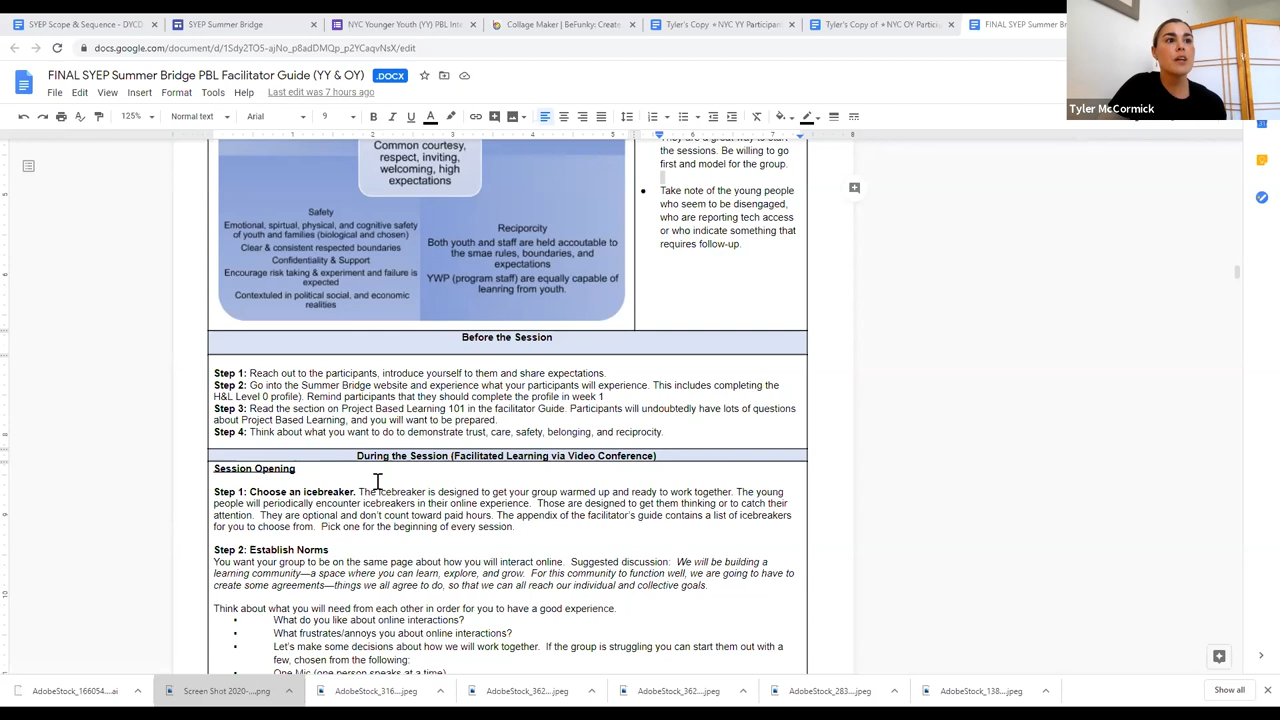 SYEP Scope & Sequence - DYCD
SYEP Summer Bridge
NYC Younger Youth (YY) PBL Int
Collage Maker | BeFunky: Create
Tyler's Copy ⭑NYC YY Participan
Tyler's Copy of ⭑NYC OY Partici
FINAL SYEP Summer Br
docs.google.com/document/d/1Sdy2TO5-ajNo_p8adDMQp_p2YCaqvNsX/edit
FINAL SYEP Summer Bridge PBL Facilitator Guide (YY & OY) .DOCX
File Edit View Insert Format Tools Help Last edit was 7 hours ago
125% Normal text Arial 9
Tyler McCormick
the sessions. Be willing to go
first and model for the group.
Take note of the young people
who seem to be disengaged,
who are reporting tech access
or who indicate something that
requires follow-up.
Common courtesy,
respect, inviting,
welcoming, high
expectations
Safety
Emotional, spirtual, physical, and cognitive safety
of youth and families (biological and chosen)
Clear & consistent respected boundaries
Confidentiality & Support
Encourage risk taking & experiment and failure is
expected
Contextuled in political social, and economic
realities
Reciporcity
Both youth and staff are held accoutable to
the smae rules, boundaries, and
expectations
YWP (program staff) are equally capable of
leanring from youth.
Before the Session
Step 1: Reach out to the participants, introduce yourself to them and share expectations.
Step 2: Go into the Summer Bridge website and experience what your participants will experience. This includes completing the
H&L Level 0 profile). Remind participants that they should complete the profile in week 1
Step 3: Read the section on Project Based Learning 101 in the facilitator Guide. Participants will undoubtedly have lots of questions
about Project Based Learning, and you will want to be prepared.
Step 4: Think about what you want to do to demonstrate trust, care, safety, belonging, and reciprocity.
During the Session (Facilitated Learning via Video Conference)
Session Opening
Step 1: Choose an icebreaker. The icebreaker is designed to get your group warmed up and ready to work together. The young
people will periodically encounter icebreakers in their online experience. Those are designed to get them thinking or to catch their
attention. They are optional and don't count toward paid hours. The appendix of the facilitator's guide contains a list of icebreakers
for you to choose from. Pick one for the beginning of every session.
Step 2: Establish Norms
You want your group to be on the same page about how you will interact online. Suggested discussion: We will be building a
learning community—a space where you can learn, explore, and grow. For this community to function well, we are going to have to
create some agreements—things we all agree to do, so that we can all reach our individual and collective goals.
Think about what you will need from each other in order for you to have a good experience.
What do you like about online interactions?
What frustrates/annoys you about online interactions?
Let's make some decisions about how we will work together. If the group is struggling you can start them out with a
few, chosen from the following:
One Mic (one person speaks at a time)
AdobeStock_166054....ai
Screen Shot 2020-...png
AdobeStock_316....jpeg
AdobeStock_362....jpeg
AdobeStock_362....jpeg
AdobeStock_283....jpeg
AdobeStock_138....jpeg
Show all